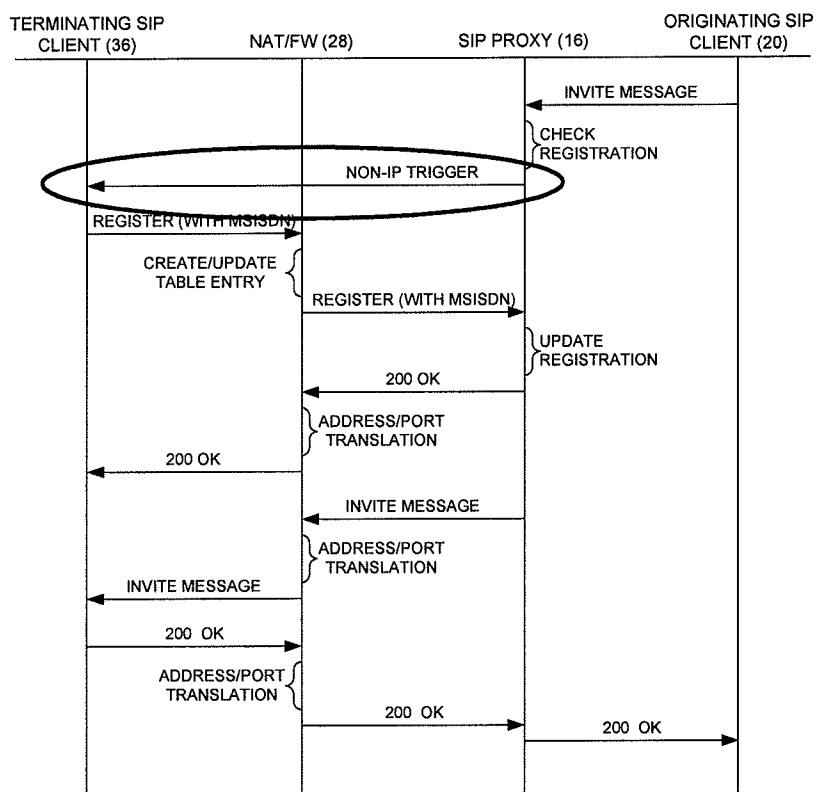 TERMINATING SIP
CLIENT (36)
NAT/FW (28)
SIP PROXY (16)
ORIGINATING SIP
CLIENT (20)
INVITE MESSAGE
CHECK
REGISTRATION
NON-IP TRIGGER
REGISTER (WITH MSISDN)
CREATE/UPDATE
TABLE ENTRY
REGISTER (WITH MSISDN)
UPDATE
REGISTRATION
200 OK
ADDRESS/PORT
TRANSLATION
200 OK
INVITE MESSAGE
ADDRESS/PORT
TRANSLATION
INVITE MESSAGE
200 OK
ADDRESS/PORT
TRANSLATION
200 OK
200 OK